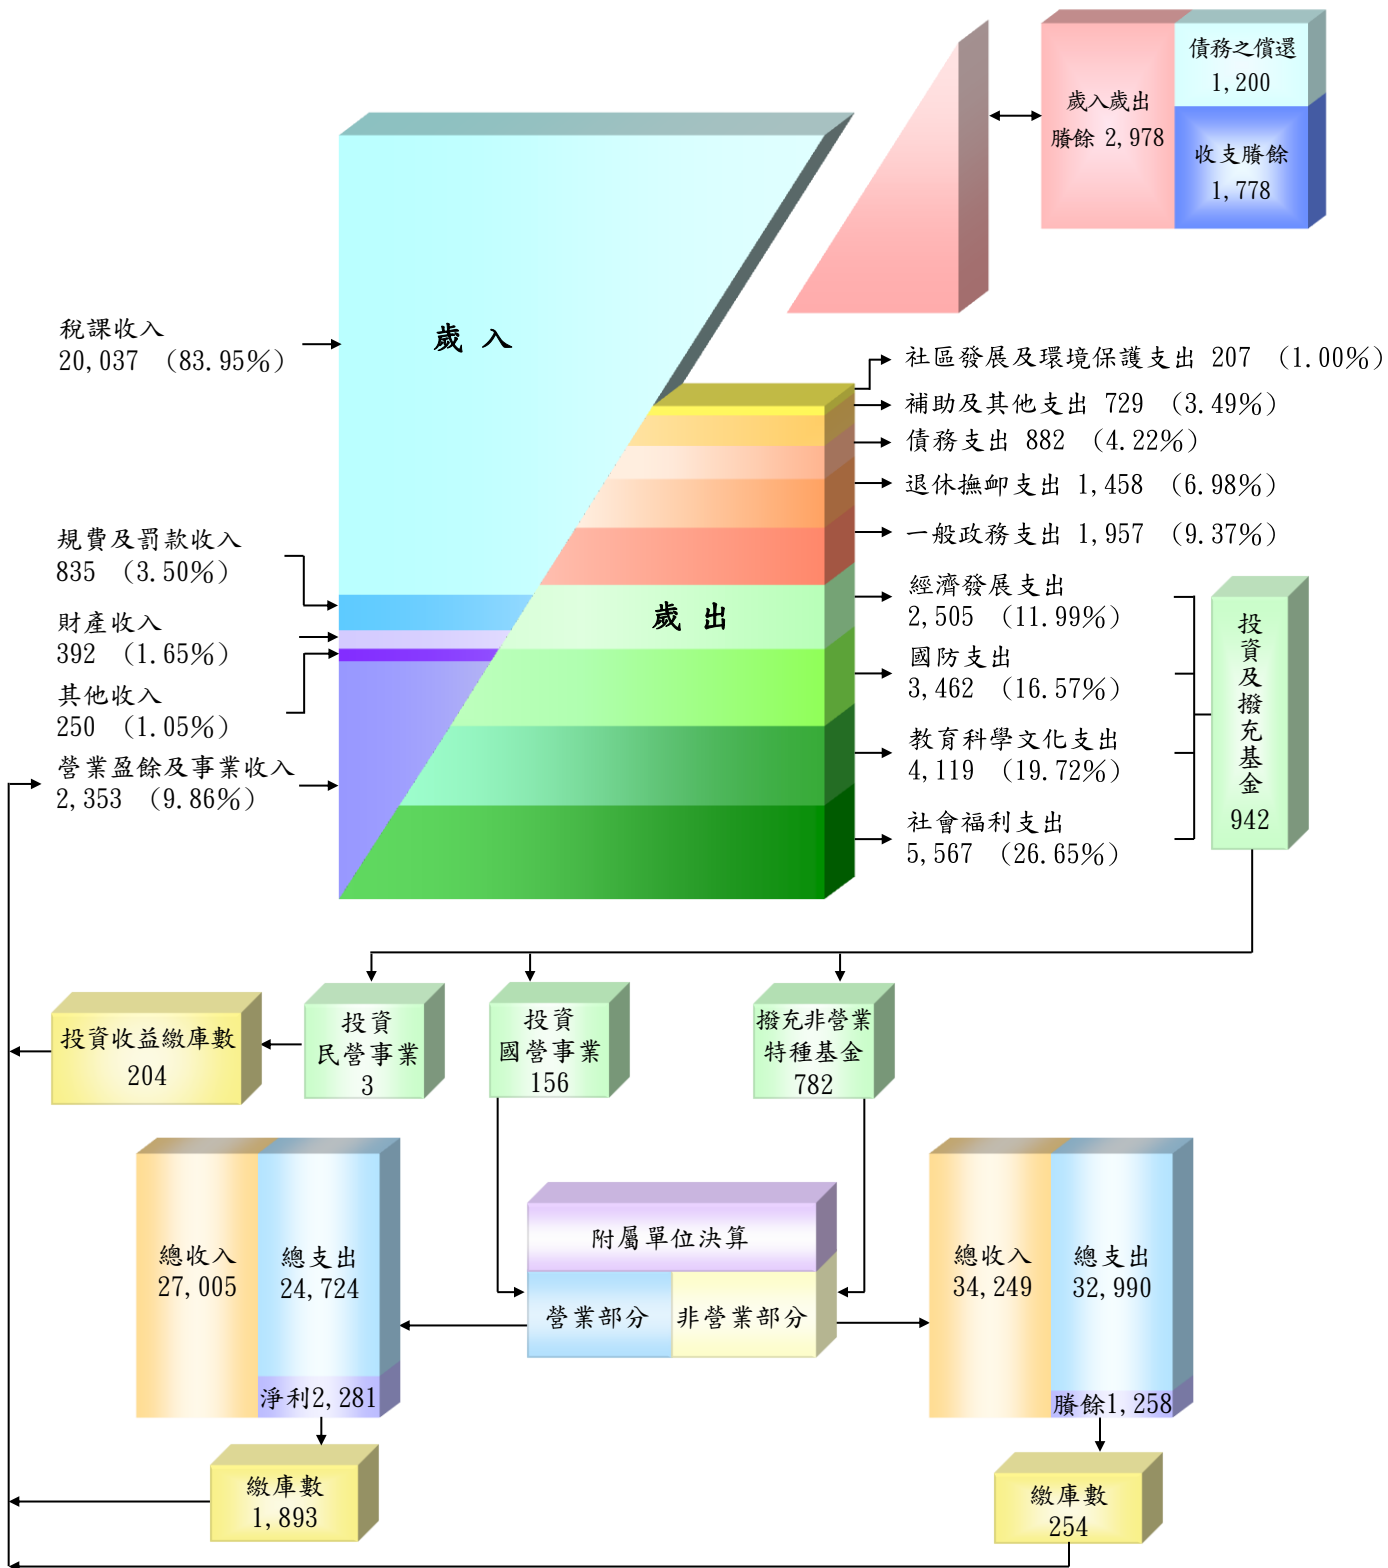 歲入歲出
賸餘 2,978
債務之償還
1,200
收支賸餘
1,778
歲 入
稅課收入
20,037 (83.95%)
規費及罰款收入
835 (3.50%)
財產收入
392 (1.65%)
其他收入
250 (1.05%)
營業盈餘及事業收入
2,353 (9.86%)
歲 出
社區發展及環境保護支出 207 (1.00%)
補助及其他支出 729 (3.49%)
債務支出 882 (4.22%)
退休撫卹支出 1,458 (6.98%)
一般政務支出 1,957 (9.37%)
經濟發展支出
2,505 (11.99%)
國防支出
3,462 (16.57%)
教育科學文化支出
4,119 (19.72%)
社會福利支出
5,567 (26.65%)
投資及撥充基金
942
投資收益繳庫數
204
投資
民營事業
3
投資
國營事業
156
撥充非營業
特種基金
782
總收入
27,005
總支出
24,724
淨利2,281
繳庫數
1,893
附屬單位決算
營業部分
非營業部分
總收入
34,249
總支出
32,990
賸餘1,258
繳庫數
254